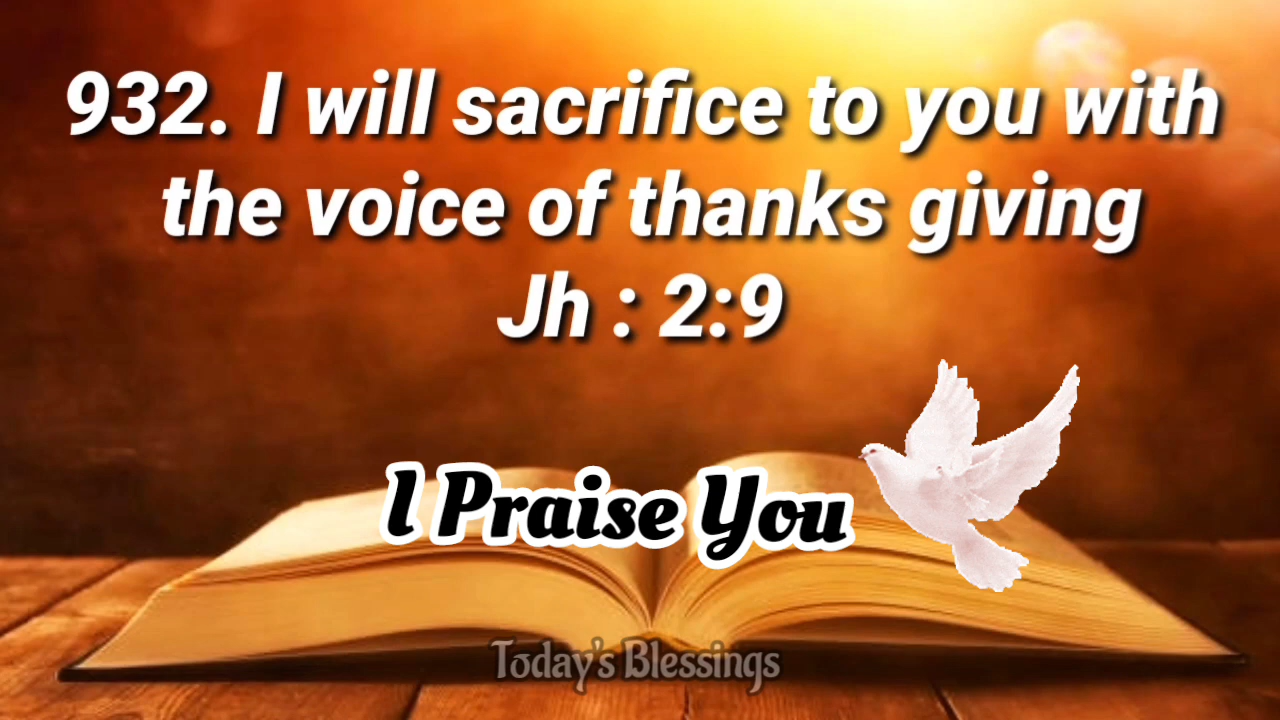 932. I will sacrifice to you with
the voice of thanks giving
Jh : 2:9
I Praise You
Today's Blessings